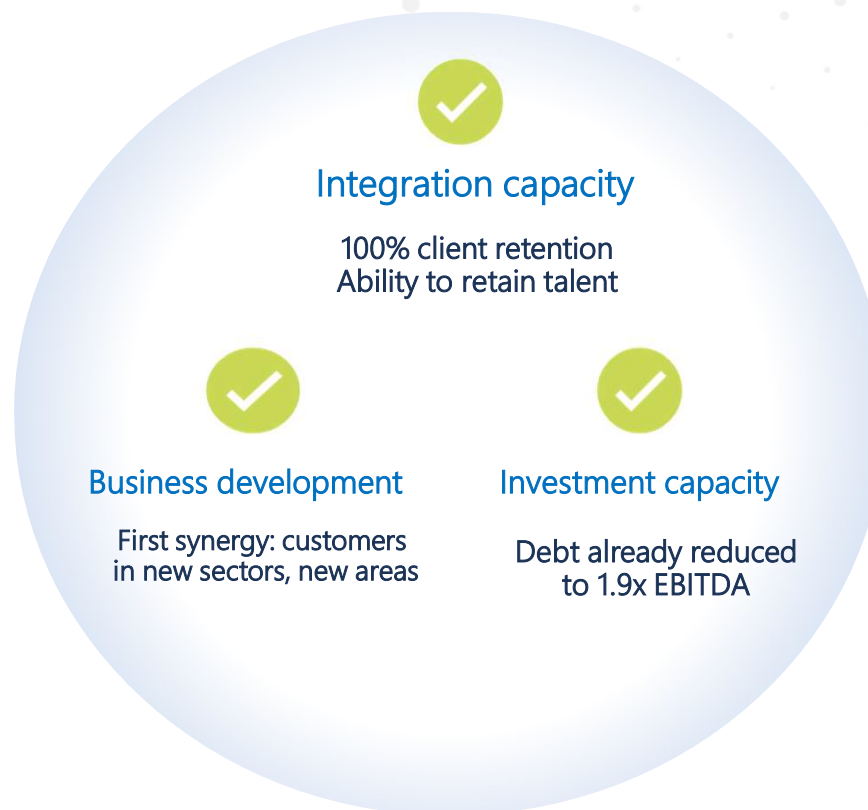 Integration capacity
100% client retention
Ability to retain talent
Business development
First synergy: customers
in new sectors, new areas
Investment capacity
Debt already reduced
to 1.9x EBITDA